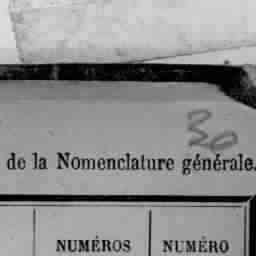 30
de la Nomenclature générale.
NUMÉROS NUMÉRO